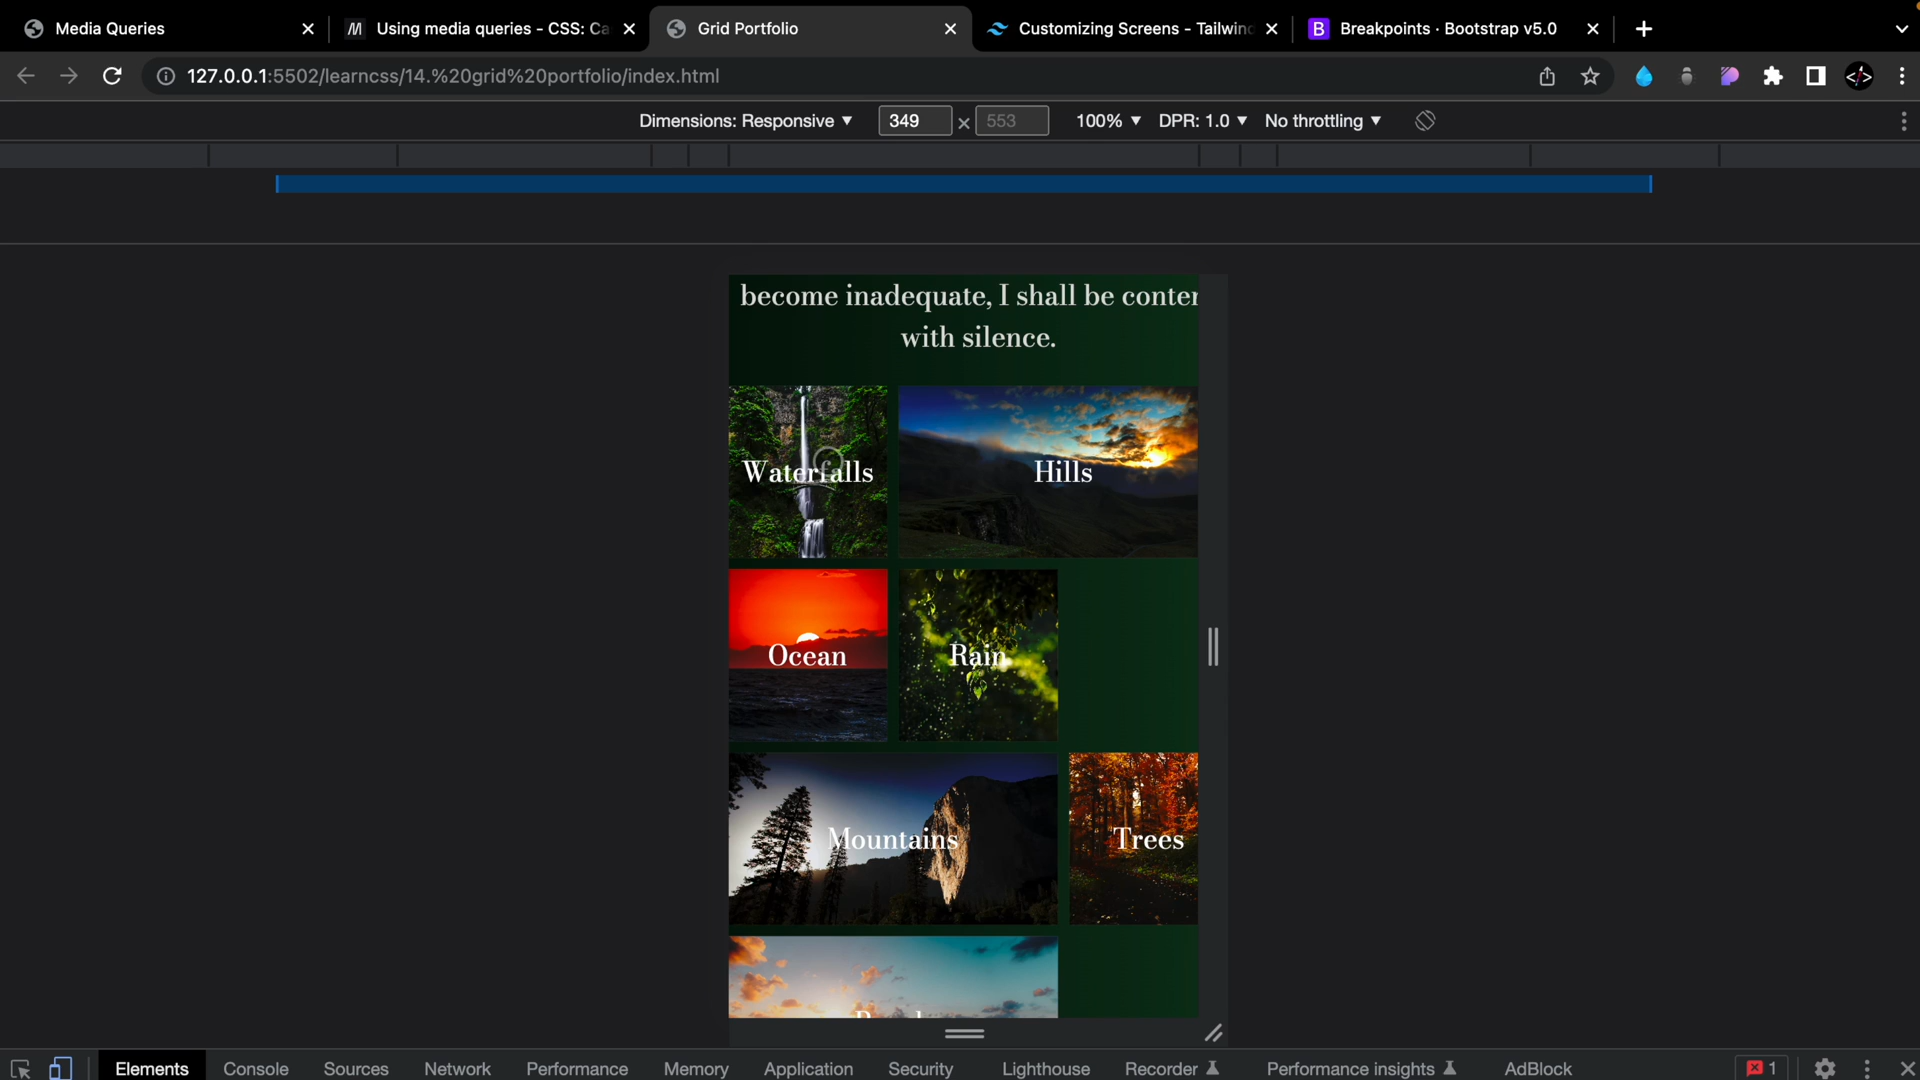 Media Queries
Using media queries - CSS: Ca
Grid Portfolio
Customizing Screens - Tailwin
Breakpoints · Bootstrap v5.0
127.0.0.1:5502/learncss/14.%20grid%20portfolio/index.html
Dimensions: Responsive
349
×
553
100%
DPR: 1.0
No throttling
become inadequate, I shall be conten
with silence.
Waterfalls
Hills
Ocean
Rain
Mountains
Trees
Elements
Console
Sources
Network
Performance
Memory
Application
Security
Lighthouse
Recorder
Performance insights
AdBlock
1